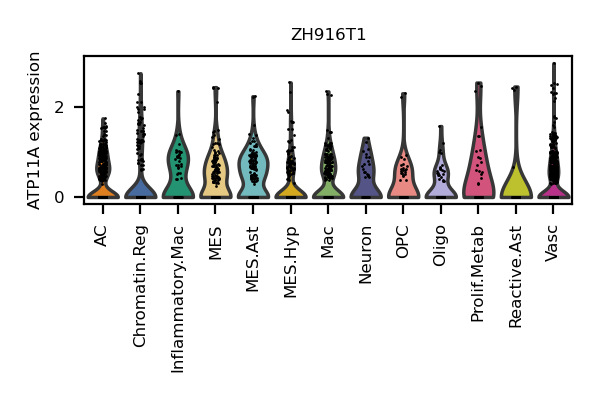 ZH916T1
ATP11A expression
2
0
AC
Chromatin.Reg
Inflammatory.Mac
MES
MES.Ast
MES.Hyp
Mac
Neuron
OPC
Oligo
Prolif.Metab
Reactive.Ast
Vasc